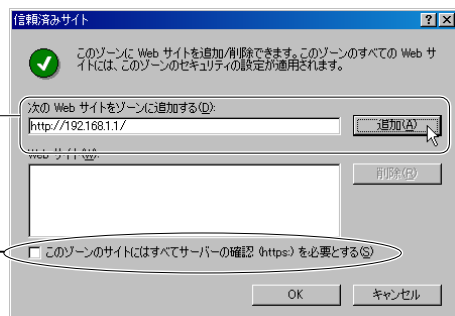 信頼済みサイト
このゾーンに Web サイトを追加/削除できます。このゾーンのすべての Web サ
イトには、このゾーンのセキュリティの設定が適用されます。
次の Web サイトをゾーンに追加する(D):
http://192.168.1.1/
追加(A)
Web サイト(W):
削除(R)
このゾーンのサイトにはすべてサーバーの確認 (https:) を必要とする(S)
OK
キャンセル